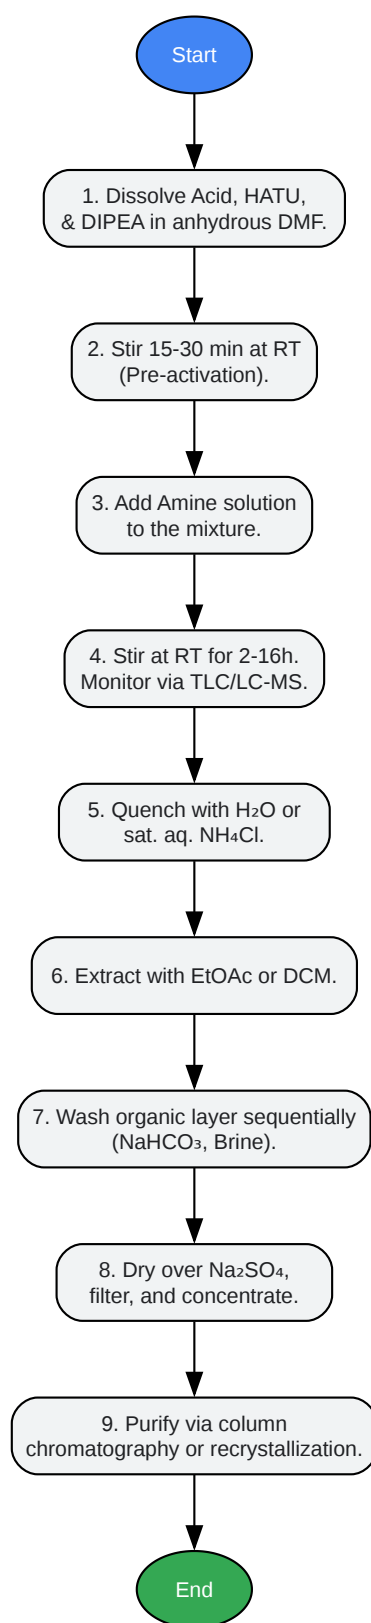 Start
1. Dissolve Acid, HATU,
& DIPEA in anhydrous DMF.
2. Stir 15-30 min at RT
(Pre-activation).
3. Add Amine solution
to the mixture.
4. Stir at RT for 2-16h.
Monitor via TLC/LC-MS.
5. Quench with H₂O or
sat. aq. NH₄Cl.
6. Extract with EtOAc or DCM.
7. Wash organic layer sequentially
(NaHCO₃, Brine).
8. Dry over Na₂SO₄,
filter, and concentrate.
9. Purify via column
chromatography or recrystallization.
End